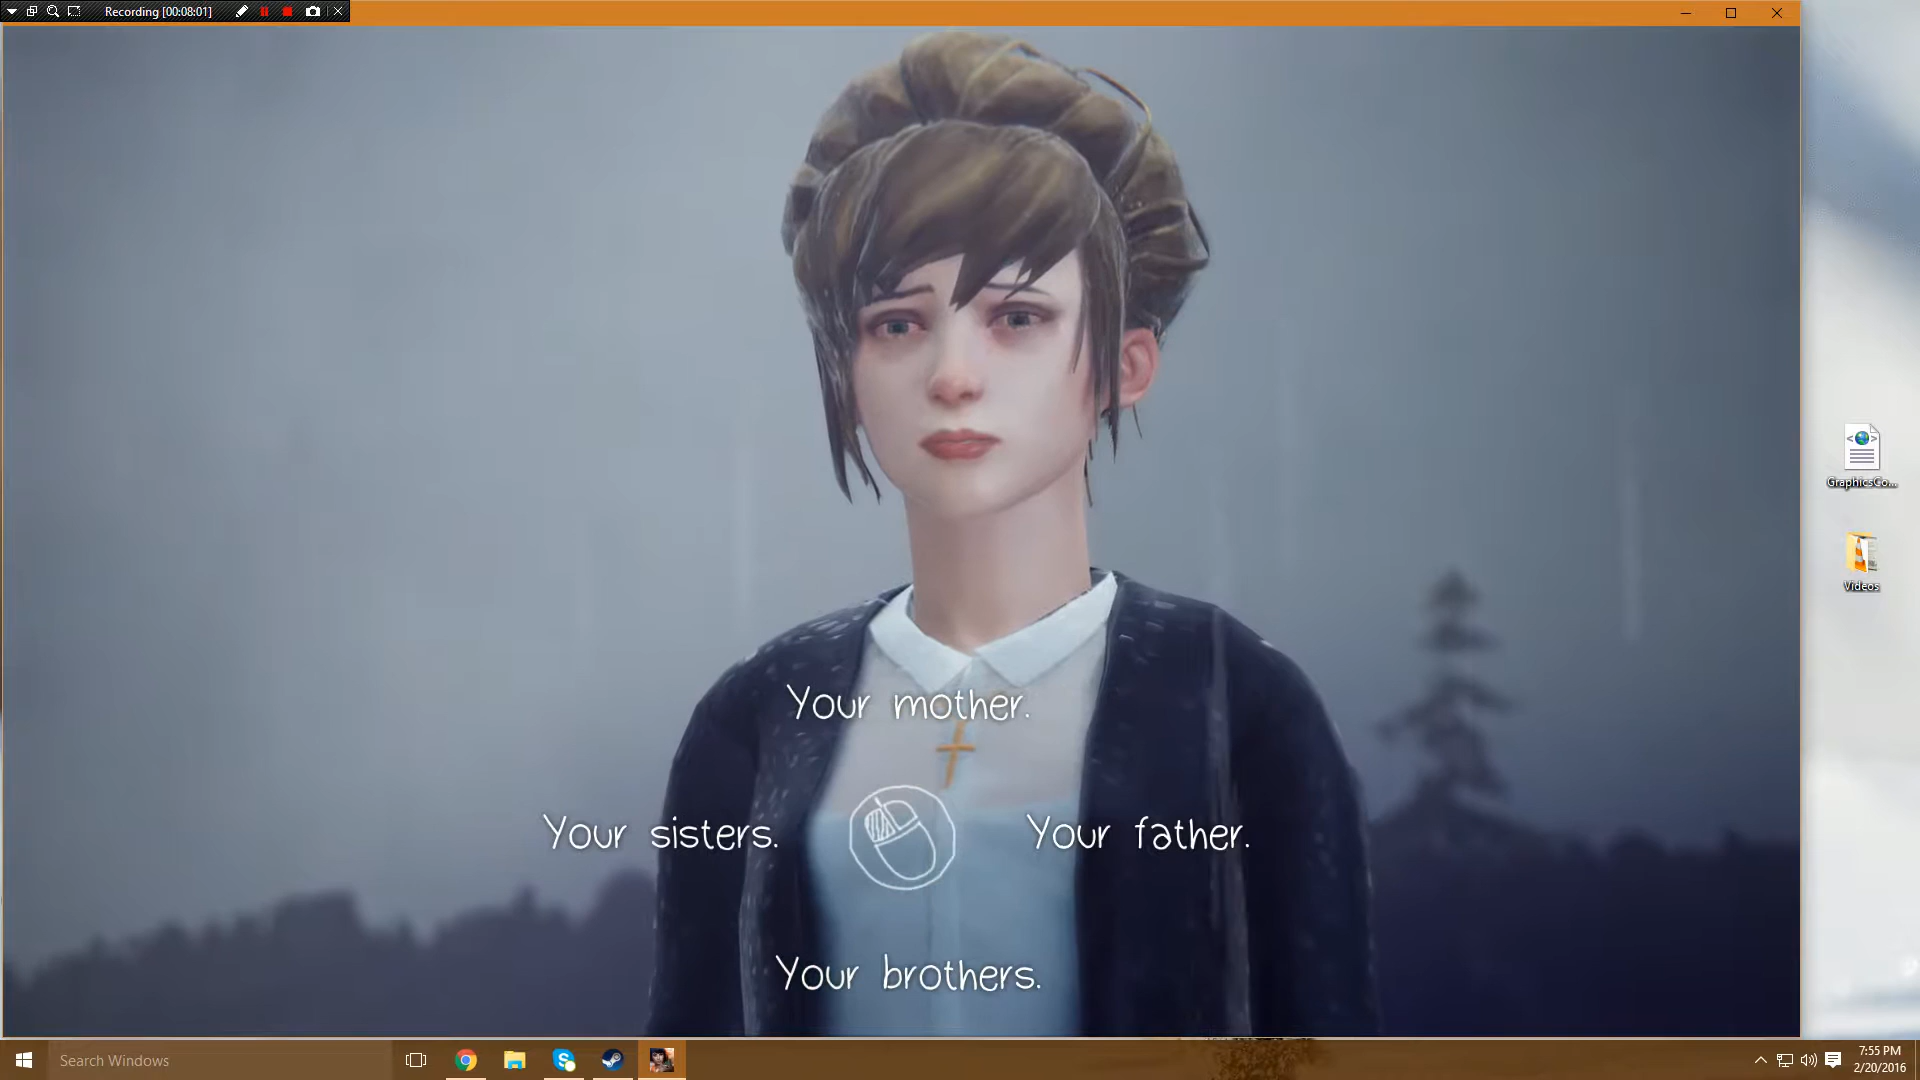 Recording [00:08:01]
Your mother.
Your sisters.
Your father.
Your brothers.
GraphicsCo...
Videos
Search Windows
7:55 PM
2/20/2016